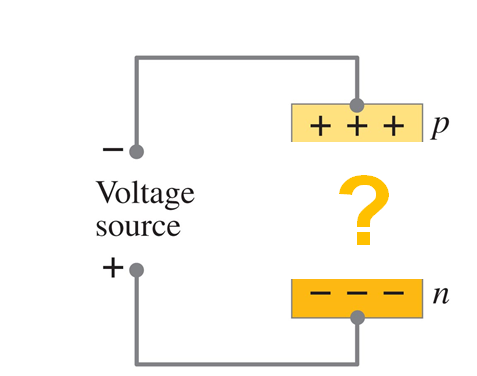 + + + p
−
Voltage
source
?
+
− − − n